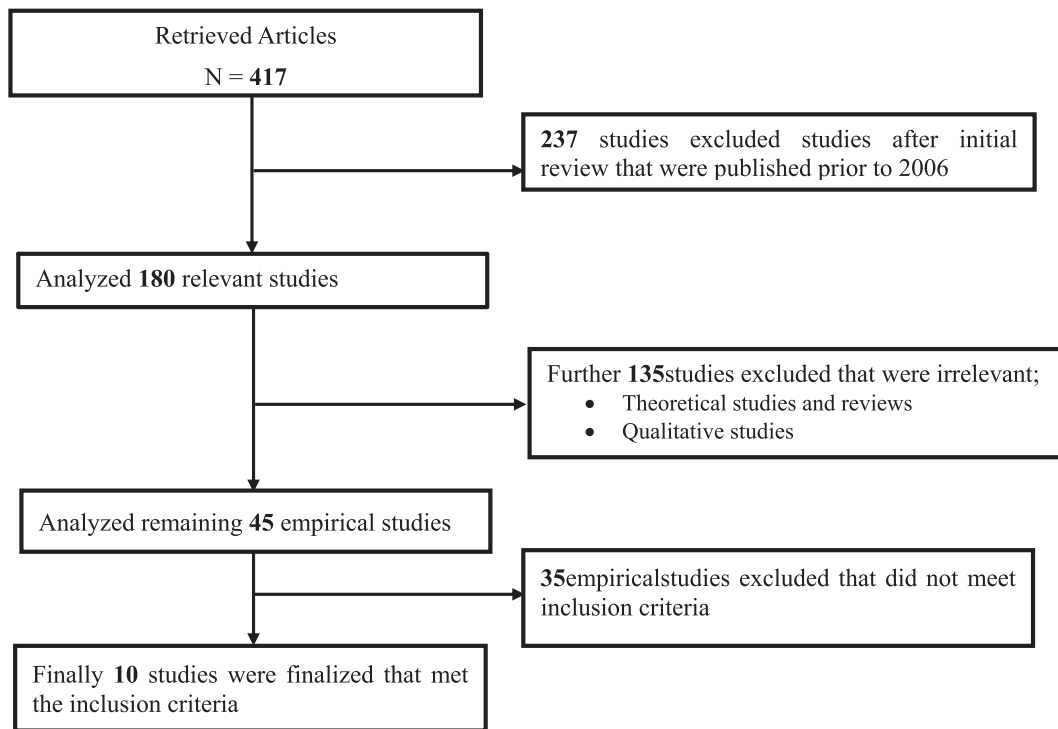 Retrieved Articles
N = 417
237 studies excluded studies after initial
review that were published prior to 2006
Analyzed 180 relevant studies
Further 135studies excluded that were irrelevant;
• Theoretical studies and reviews
• Qualitative studies
Analyzed remaining 45 empirical studies
35empiricalstudies excluded that did not meet
inclusion criteria
Finally 10 studies were finalized that met
the inclusion criteria